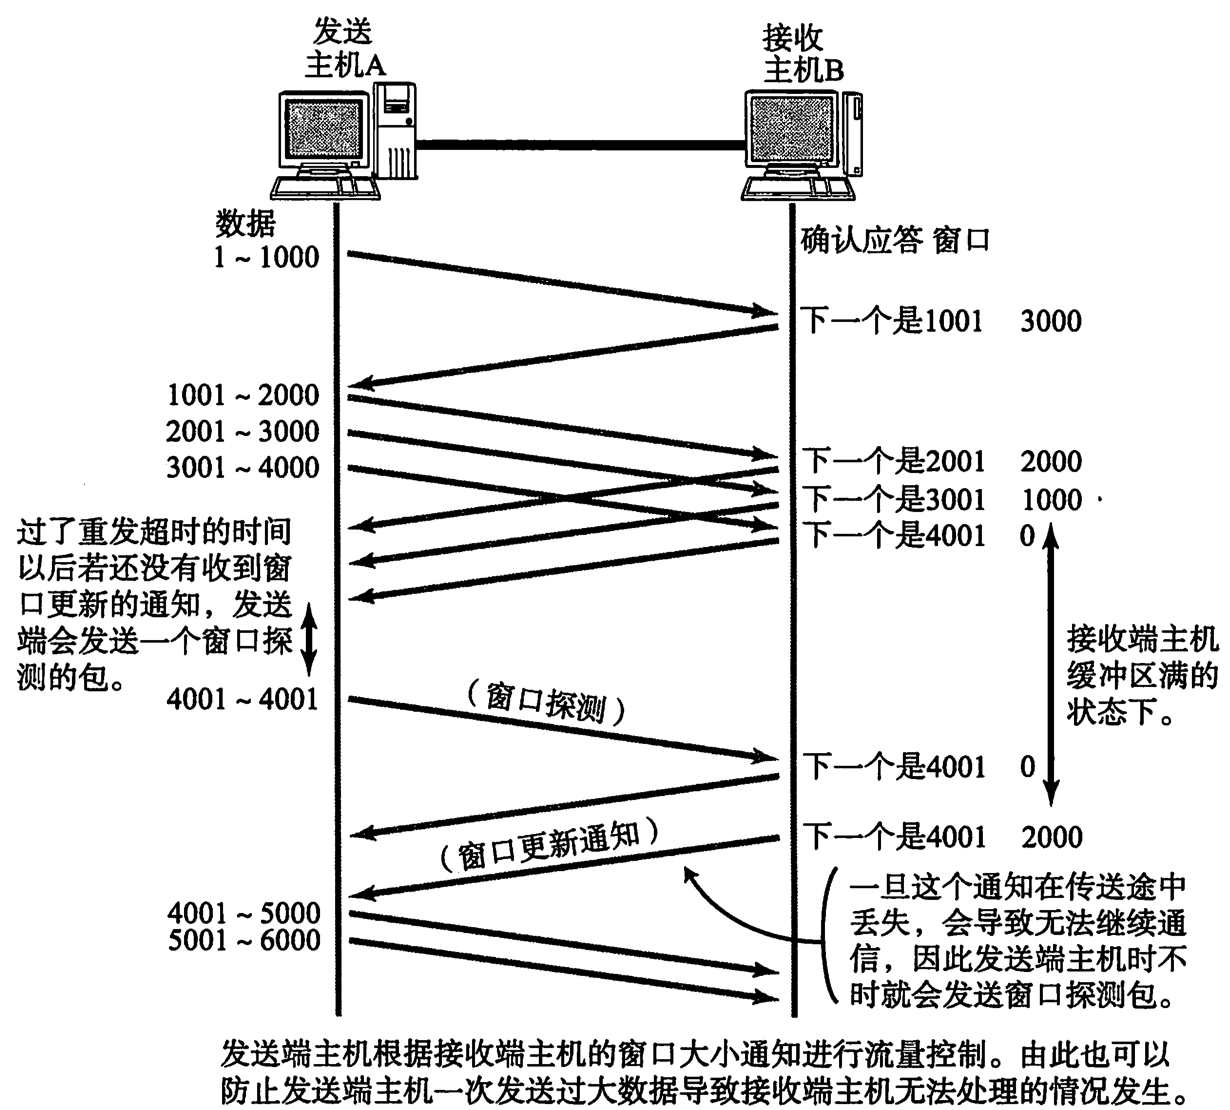 发送
主机A
接收
主机B
数据
确认应答 窗口
1～1000
下一个是1001 3000
1001～2000
2001～3000
3001～4000
下一个是2001 2000
下一个是3001 1000
下一个是4001 0
过了重发超时的时间
以后若还没有收到窗
口更新的通知，发送
端会发送一个窗口探
测的包。
接收端主机
缓冲区满的
状态下。
4001～4001
（窗口探测）
下一个是4001 0
（窗口更新通知）
下一个是4001 2000
一旦这个通知在传送途中
丢失，会导致无法继续通
信，因此发送端主机时不
时就会发送窗口探测包。
4001～5000
5001～6000
发送端主机根据接收端主机的窗口大小通知进行流量控制。由此也可以
防止发送端主机一次发送过大数据导致接收端主机无法处理的情况发生。